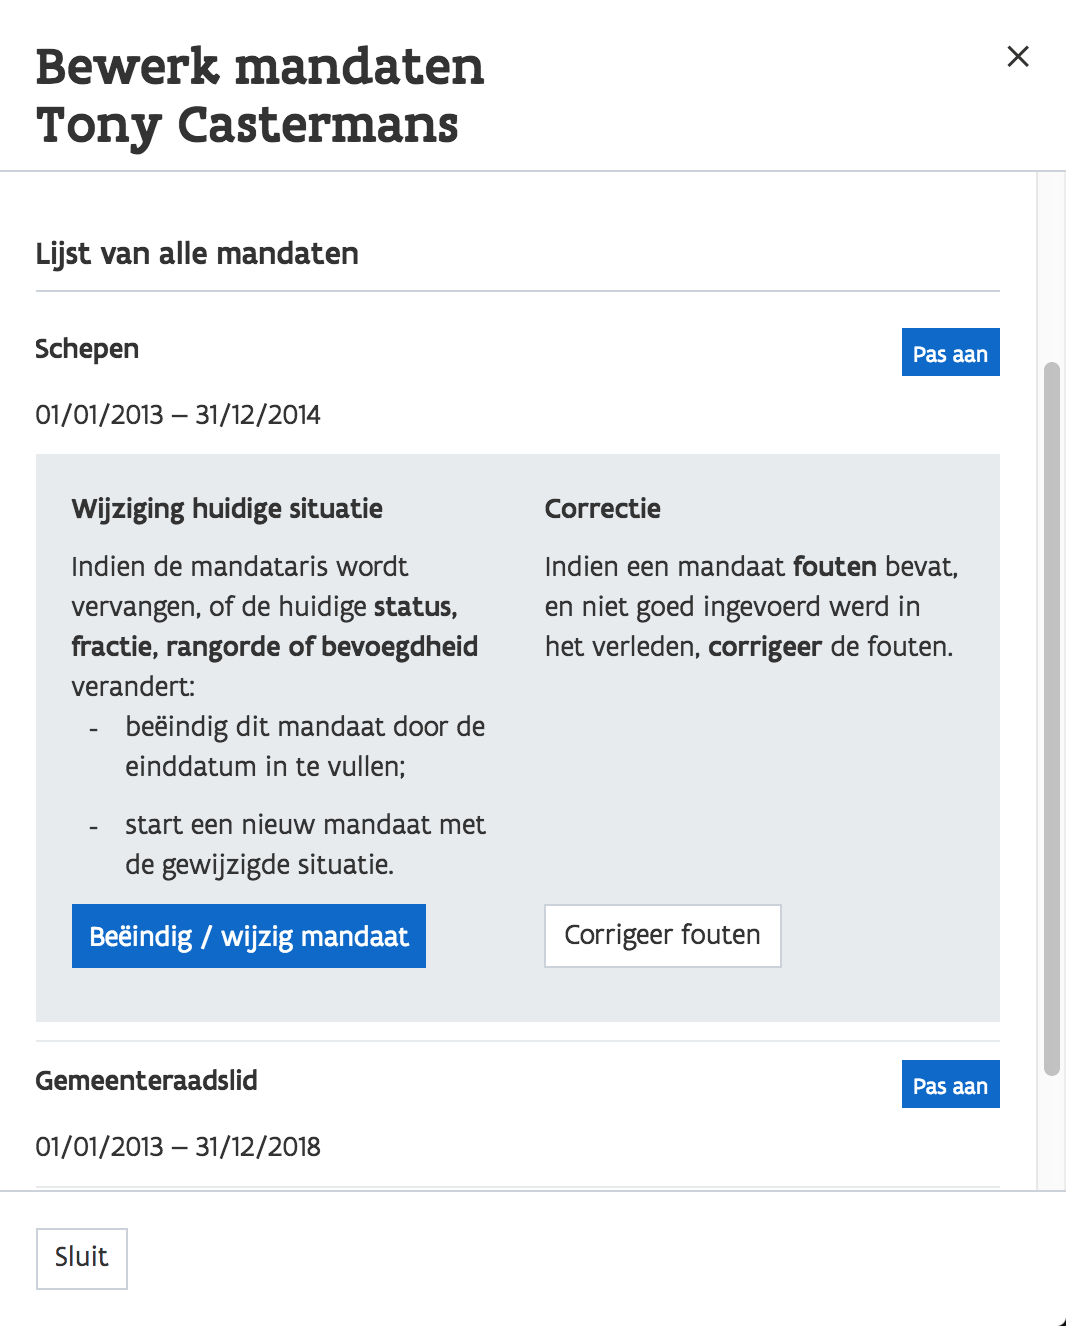 Bewerk mandaten
Tony Castermans
Lijst van alle mandaten
Schepen
Pas aan
01/01/2013 – 31/12/2014
Wijziging huidige situatie
Indien de mandataris wordt
vervangen, of de huidige status,
fractie, rangorde of bevoegdheid
verandert:
- beëindig dit mandaat door de
einddatum in te vullen;
- start een nieuw mandaat met
de gewijzigde situatie.
Beëindig / wijzig mandaat
Correctie
Indien een mandaat fouten bevat,
en niet goed ingevoerd werd in
het verleden, corrigeer de fouten.
Corrigeer fouten
Gemeenteraadslid
Pas aan
01/01/2013 – 31/12/2018
Sluit